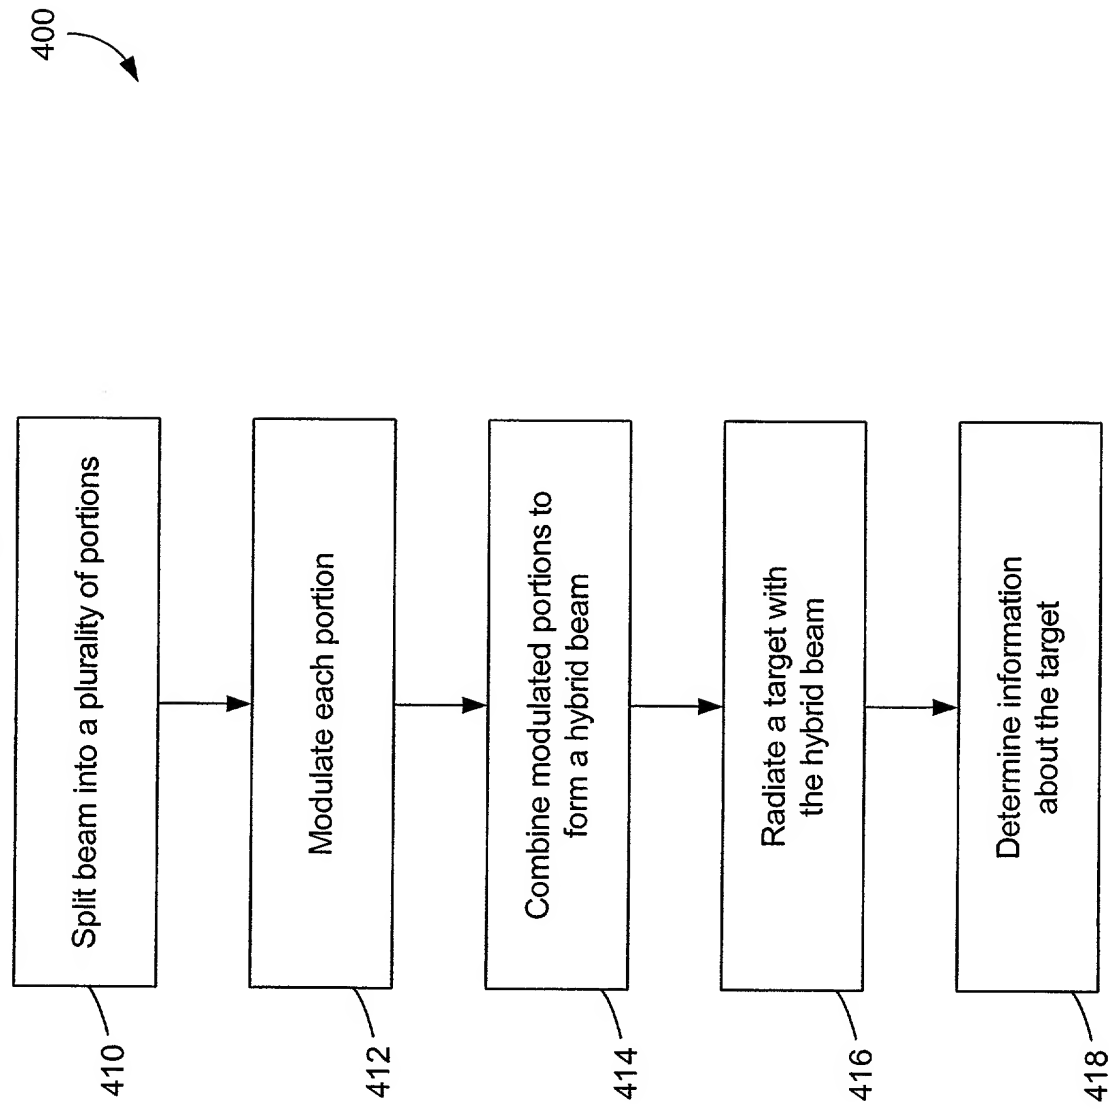 400
410
Split beam into a plurality of portions
412
Modulate each portion
414
Combine modulated portions to
form a hybrid beam
416
Radiate a target with
the hybrid beam
418
Determine information
about the target